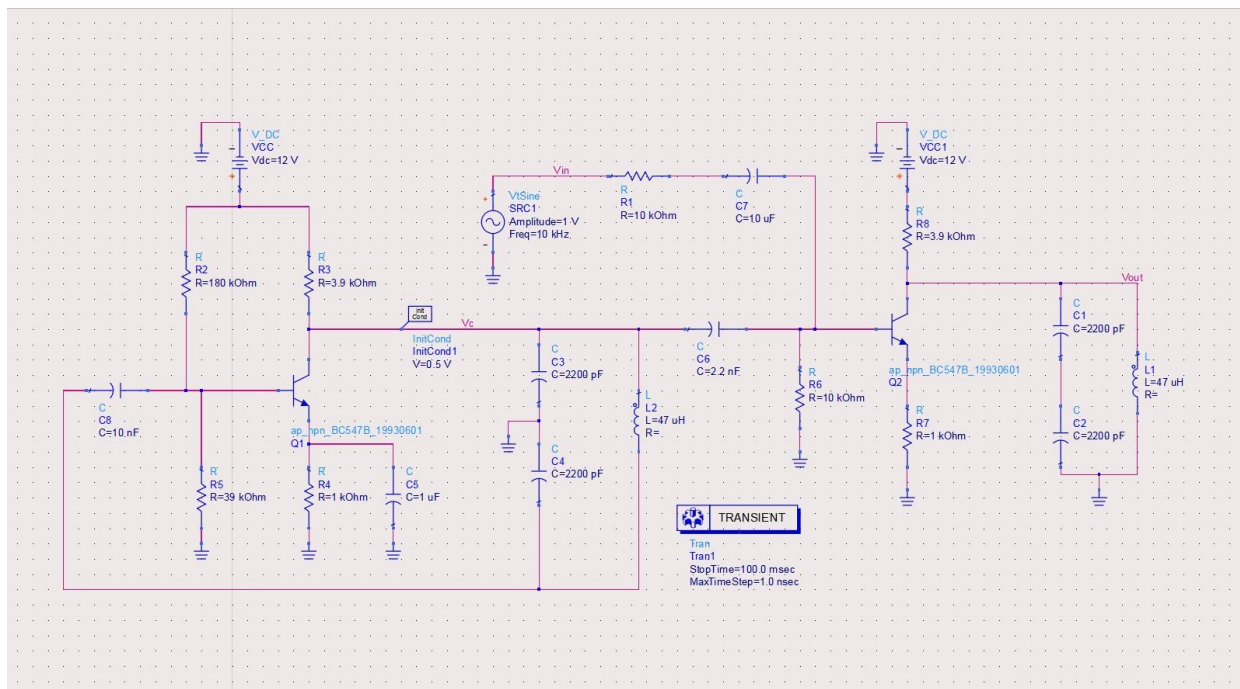 V_DC
VCC
Vdc=12 V
R
R2
R=180 kOhm
R
R3
R=3.9 kOhm
Vin
VtSine
SRC1
Amplitude=1 V
Freq=10 kHz
R
R1
R=10 kOhm
C
C7
C=10 uF
V_DC
VCC1
Vdc=12 V
R
R8
R=3.9 kOhm
Vout
Init
Cond
InitCond
InitCond1
V=0.5 V
Vc
C
C3
C=2200 pF
C
C4
C=2200 pF
L
L2
L=47 uH
R=
C
C6
C=2.2 nF
R
R6
R=10 kOhm
ap_npn_BC547B_19930601
Q2
R
R7
R=1 kOhm
C
C1
C=2200 pF
C
C2
C=2200 pF
L
L1
L=47 uH
R=
C
C8
C=10 nF
ap_npn_BC547B_19930601
Q1
R
R5
R=39 kOhm
R
R4
R=1 kOhm
C
C5
C=1 uF
TRANSIENT
Tran
Tran1
StopTime=100.0 msec
MaxTimeStep=1.0 nsec